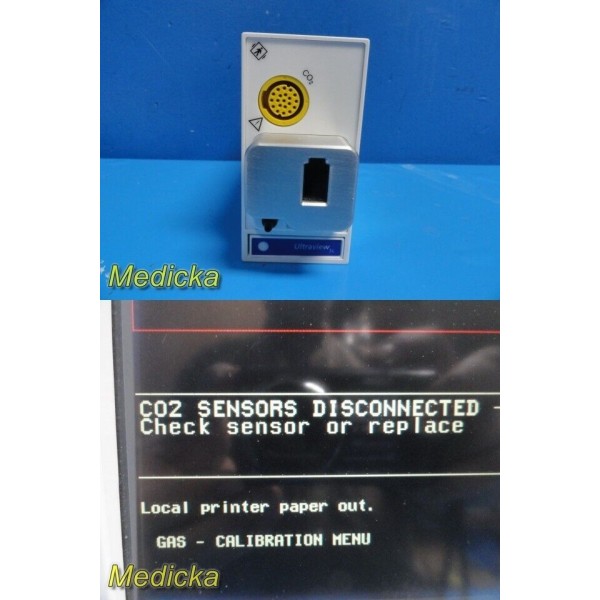 CO₂
Ultraview
Medicka
CO2 SENSORS DISCONNECTED -
Check sensor or replace
Local printer paper out.
GAS - CALIBRATION MENU
Medicka